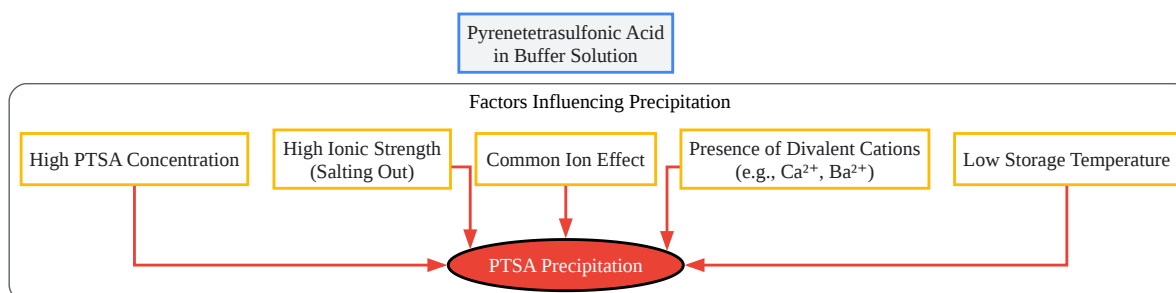 Pyrenetetrasulfonic Acid
in Buffer Solution
Factors Influencing Precipitation
High PTSA Concentration
High Ionic Strength
(Salting Out)
Common Ion Effect
Presence of Divalent Cations
(e.g., Ca²⁺, Ba²⁺)
Low Storage Temperature
PTSA Precipitation